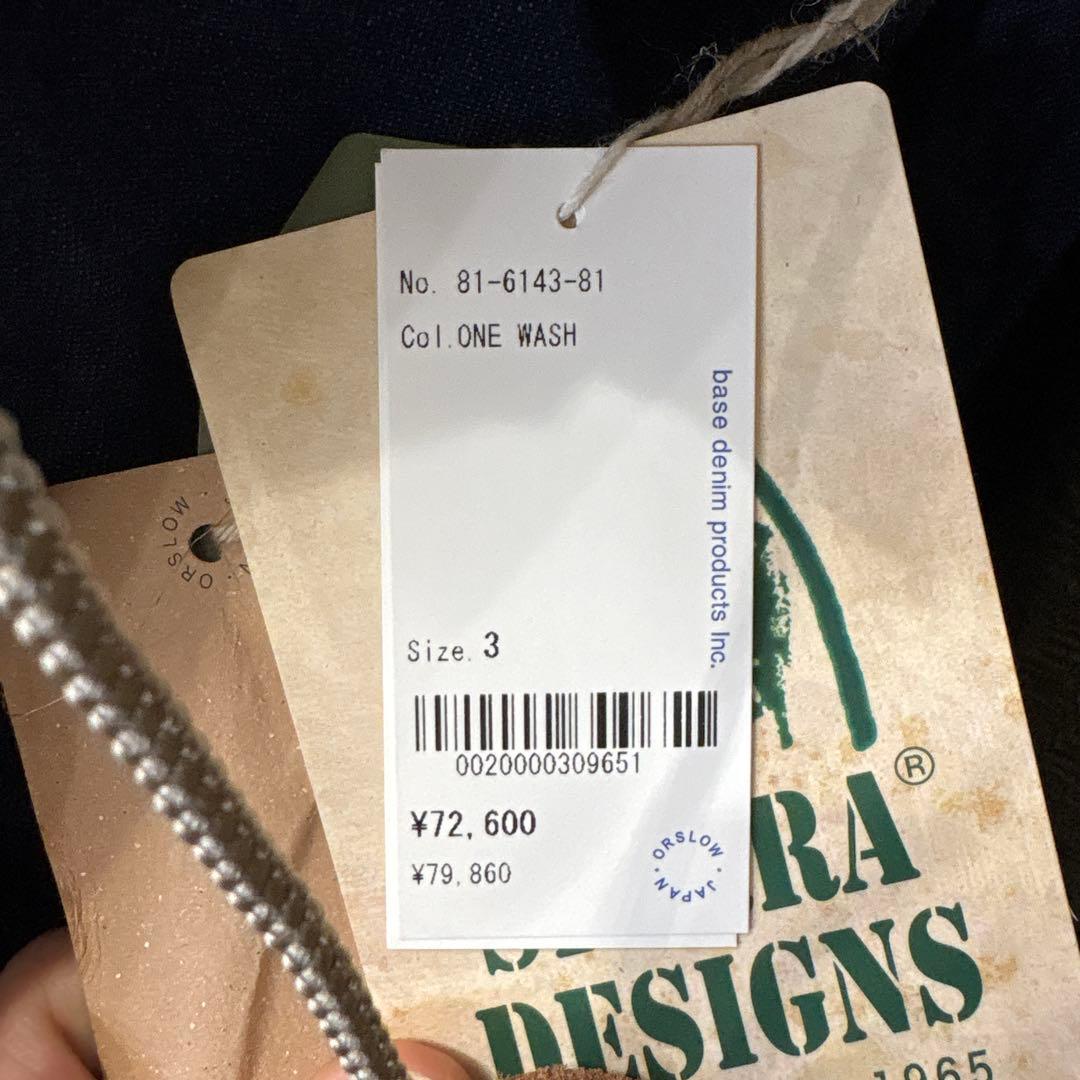 No. 81-6143-81
Col.ONE WASH
base denim products Inc.
Size. 3
0020000309651
¥72,600
¥79,860
ORSLOW · JAPAN ·
ORSLOW
RA®
DESIGNS
1965